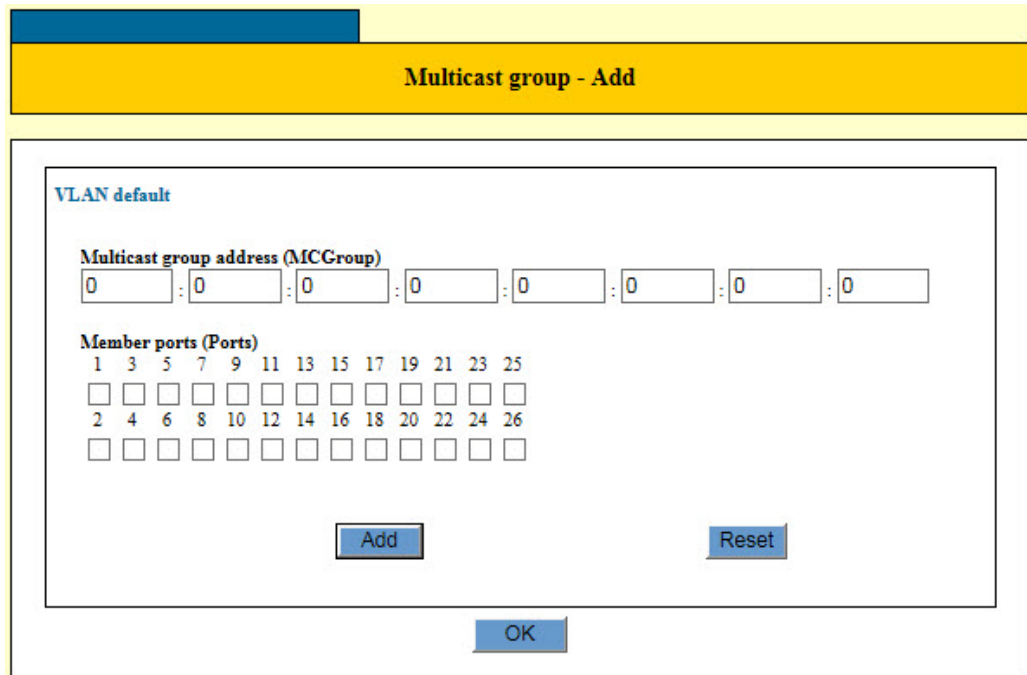 Multicast group - Add
VLAN default
Multicast group address (MCGroup)
0 : 0 : 0 : 0 : 0 : 0 : 0 : 0
Member ports (Ports)
1 3 5 7 9 11 13 15 17 19 21 23 25
2 4 6 8 10 12 14 16 18 20 22 24 26
Add Reset
OK